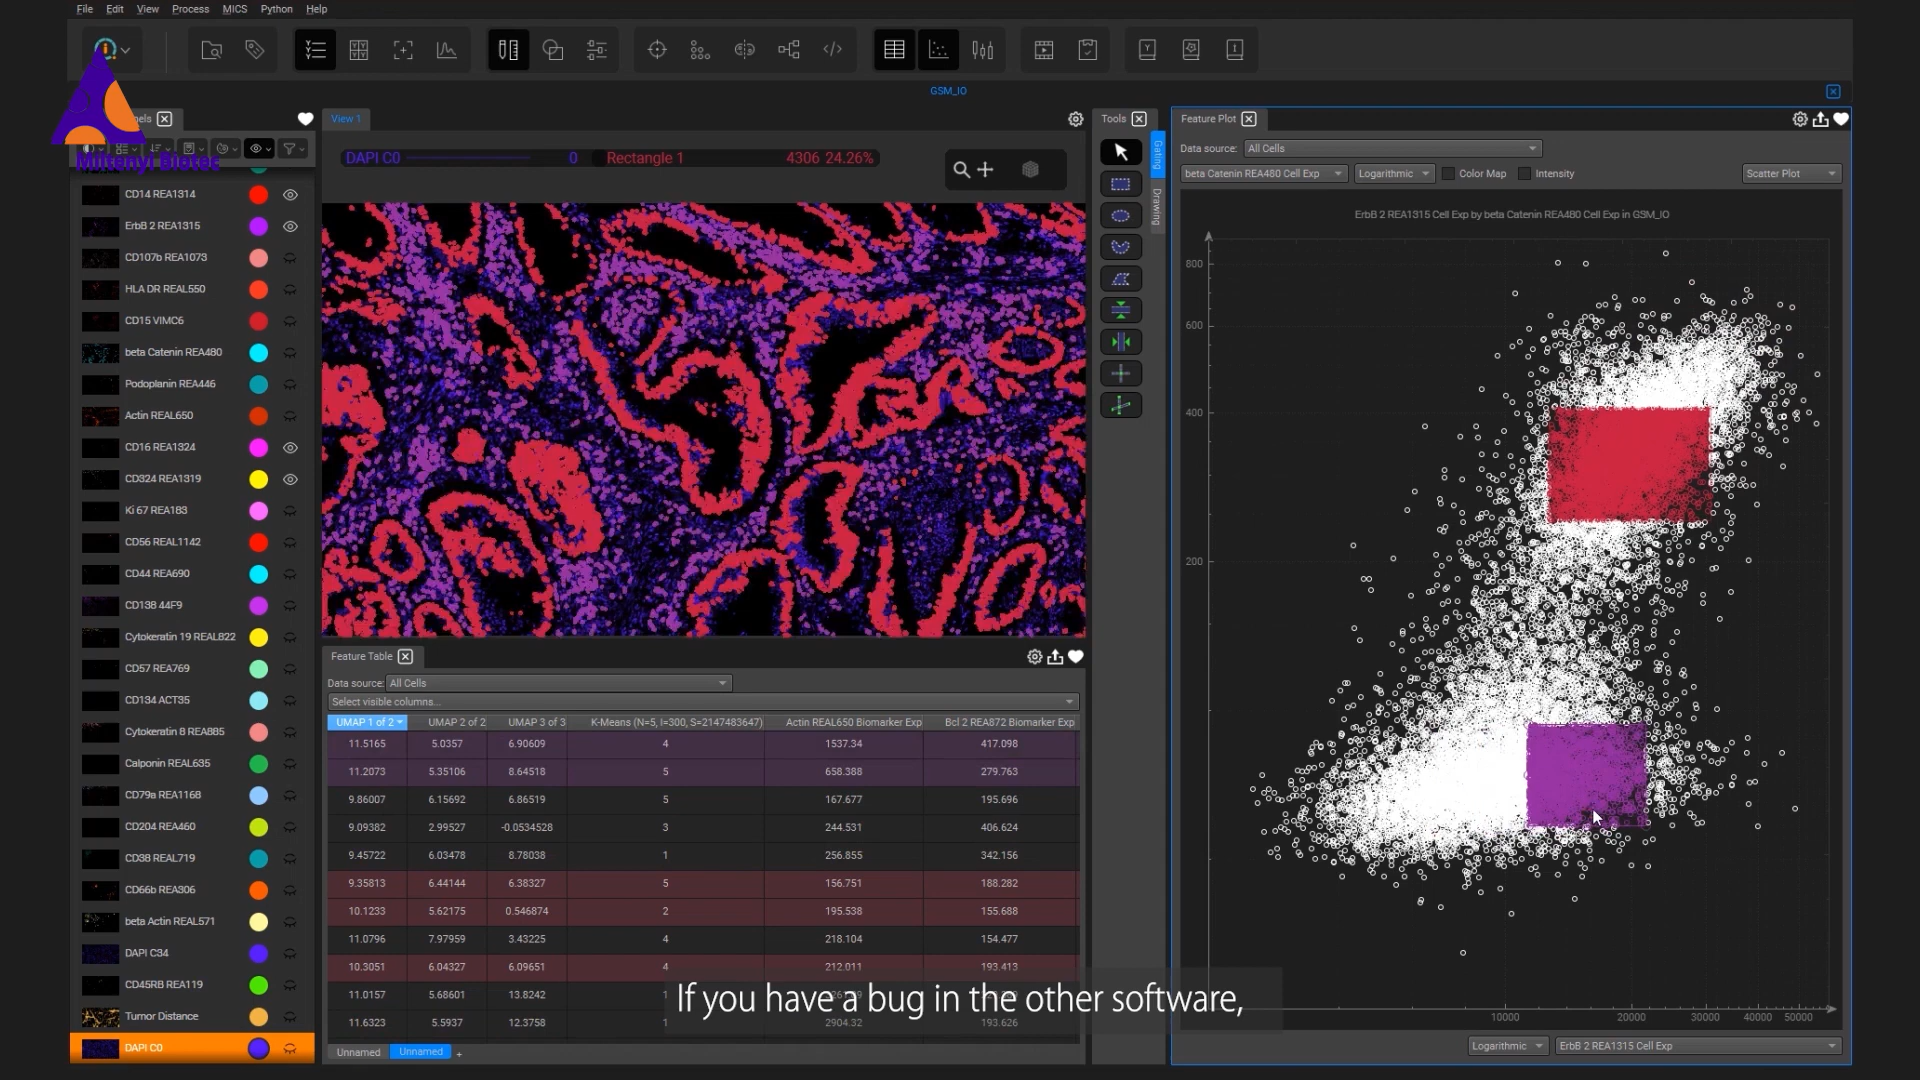 File Edit View Process MICS Python Help
GSM_IO
Miltenyi Biotec
CD14 REA1314
ErbB 2 REA1315
CD107b REA1073
HLA DR REAL550
CD15 VIMC6
beta Catenin REA480
Podoplanin REA446
Actin REAL650
CD16 REA1324
CD324 REA1319
Ki 67 REA183
CD56 REAL1142
CD44 REA690
CD138 44F9
Cytokeratin 19 REAL822
CD57 REA769
CD134 ACT35
Cytokeratin 8 REA885
Calponin REAL635
CD79a REA1168
CD204 REA460
CD38 REAL719
CD66b REA306
beta Actin REAL571
DAPI C34
CD45RB REA119
Tumor Distance
DAPI C0
View 1
DAPI C0 0 Rectangle 1 4306 24.26%
Feature Table
Data source: All Cells
Select visible columns...
UMAP 1 of 2 UMAP 2 of 2 UMAP 3 of 3 K-Means (N=5, I=300, S=2147483647) Actin REAL650 Biomarker Exp Bcl 2 REA872 Biomarker Exp
11.5165 5.0357 6.90609 4 1537.34 417.098
11.2073 5.35106 8.64518 5 658.388 279.763
9.86007 6.15692 6.86519 5 167.677 195.696
9.09382 2.99527 -0.0534528 3 244.531 406.624
9.45722 6.03478 8.78038 1 256.855 342.156
9.35813 6.44144 6.38327 5 156.751 188.282
10.1233 5.62175 0.546874 2 195.538 155.688
11.0796 7.97959 3.43225 4 218.104 154.477
10.3051 6.04327 6.09651 4 212.011 193.413
11.0157 5.68601 13.8242 1
11.6323 5.5937 12.3758 1 2904.32 193.626
Unnamed Unnamed +
If you have a bug in the other software,
Tools
Gating
Drawing
Feature Plot
Data source: All Cells
beta Catenin REA480 Cell Exp Logarithmic Color Map Intensity Scatter Plot
ErbB 2 REA1315 Cell Exp by beta Catenin REA480 Cell Exp in GSM_IO
800
600
400
200
10000 20000 30000 40000 50000
Logarithmic ErbB 2 REA1315 Cell Exp